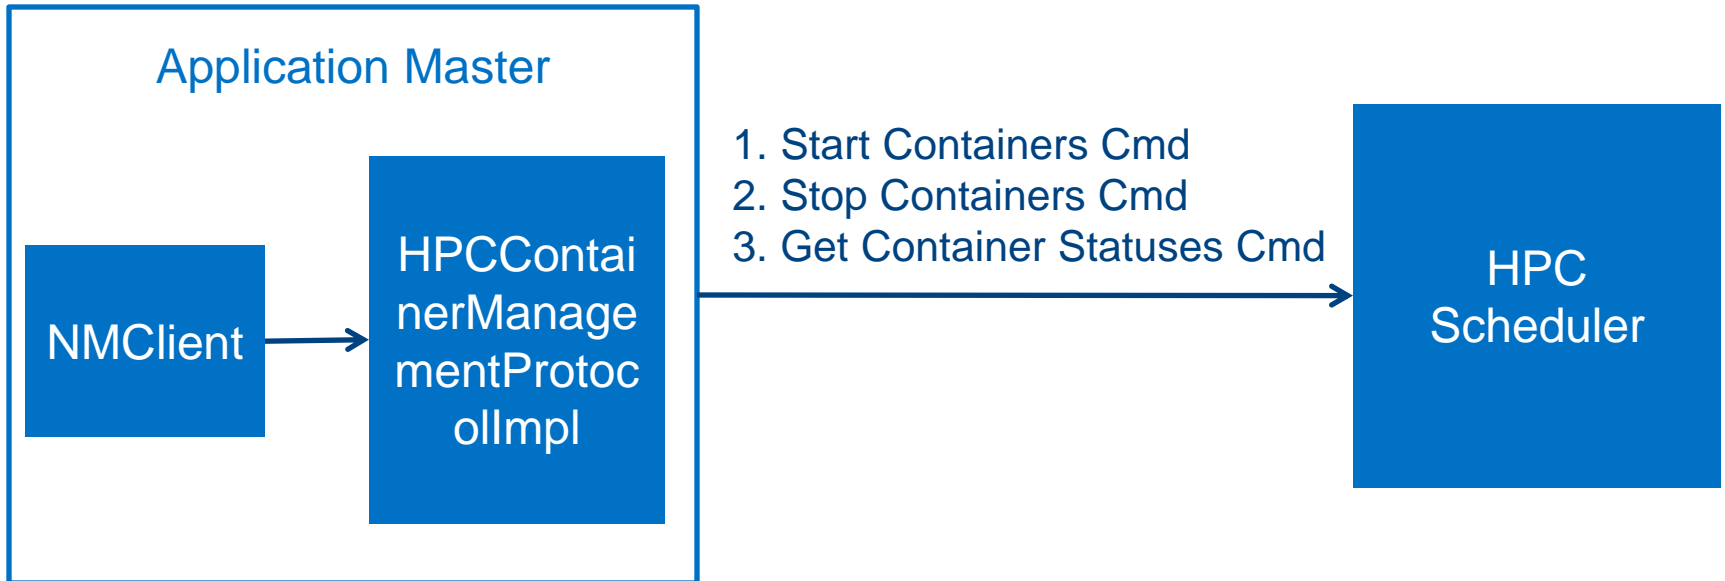 Application Master
NMClient
HPCContai
nerManage
mentProtoc
olImpl
1. Start Containers Cmd
2. Stop Containers Cmd
3. Get Container Statuses Cmd
HPC
Scheduler